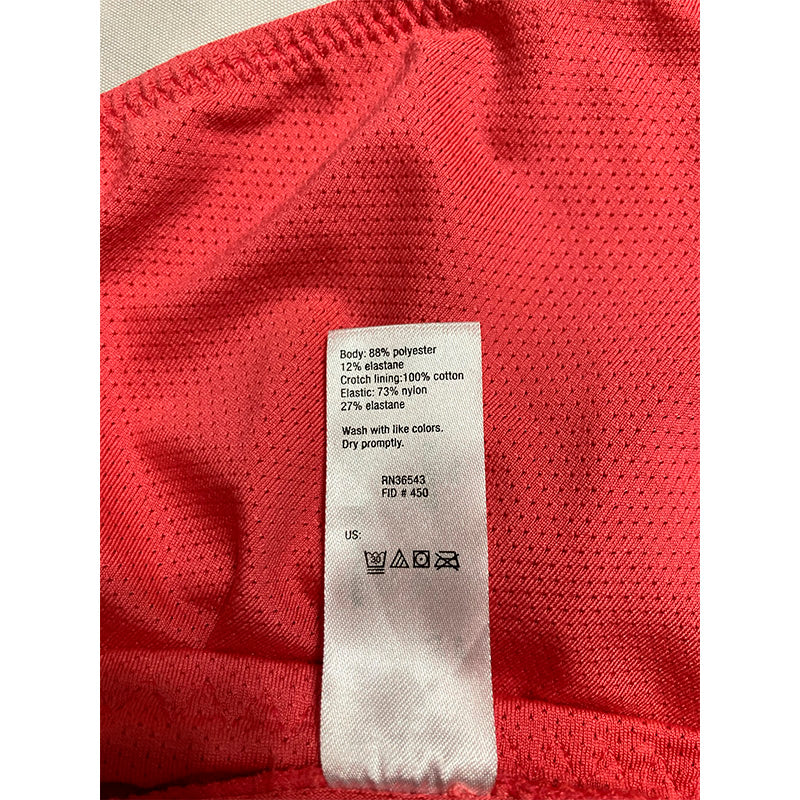 Body: 88% polyester
12% elastane
Crotch lining:100% cotton
Elastic: 73% nylon
27% elastane
Wash with like colors.
Dry promptly.
RN36543
FID # 450
US:
30